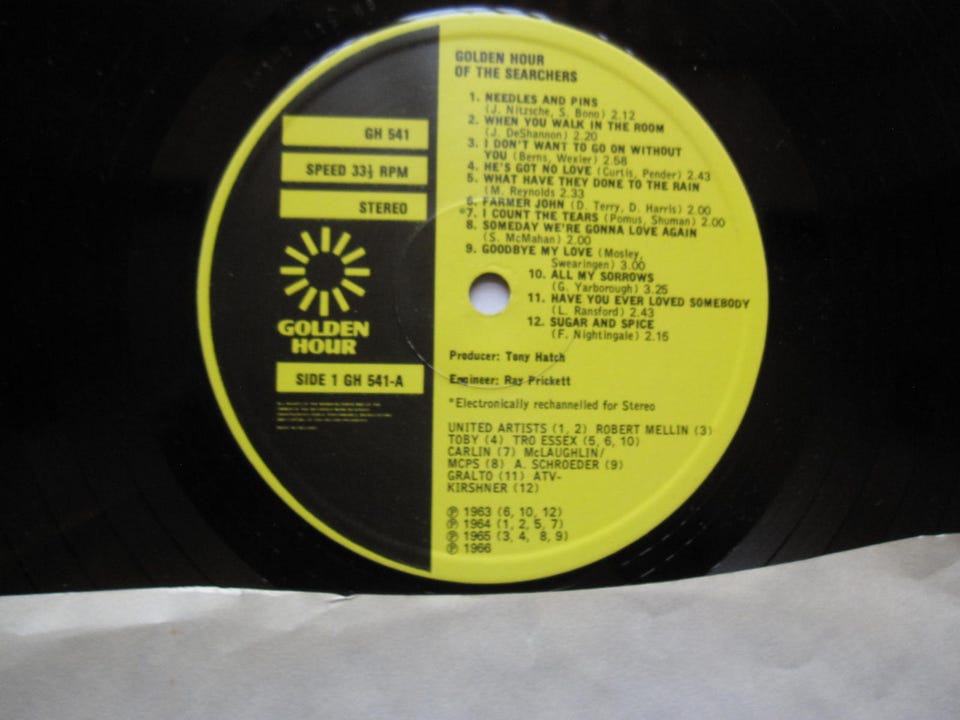 GH 541
SPEED 33⅓ RPM
STEREO
GOLDEN
HOUR
SIDE 1 GH 541-A
GOLDEN HOUR
OF THE SEARCHERS
1. NEEDLES AND PINS
(J. Nitzsche, S. Bono) 2.12
2. WHEN YOU WALK IN THE ROOM
(J. DeShannon) 2.20
3. I DON'T WANT TO GO ON WITHOUT
YOU (Berns, Wexler) 2.58
4. HE'S GOT NO LOVE (Curtis, Pender) 2.43
5. WHAT HAVE THEY DONE TO THE RAIN
(M. Reynolds 2.33
6. FARMER JOHN (D. Terry, D. Harris) 2.00
*7. I COUNT THE TEARS (Pomus, Shuman) 2.00
8. SOMEDAY WE'RE GONNA LOVE AGAIN
(S. McMahan) 2.00
9. GOODBYE MY LOVE (Mosley,
Swearingen) 3.00
10. ALL MY SORROWS
(G. Yarborough) 3.25
11. HAVE YOU EVER LOVED SOMEBODY
(L. Ransford) 2.43
12. SUGAR AND SPICE
(F. Nightingale) 2.15
Producer: Tony Hatch
Engineer: Ray Prickett
*Electronically rechannelled for Stereo
UNITED ARTISTS (1, 2) ROBERT MELLIN (3)
TOBY (4) TRO ESSEX (5, 6, 10)
CARLIN (7) McLAUGHLIN/
MCPS (8) A. SCHROEDER (9)
GRALTO (11) ATV-
KIRSHNER (12)
℗ 1963 (6, 10, 12)
℗ 1964 (1, 2, 5, 7)
℗ 1965 (3, 4, 8, 9)
℗ 1966